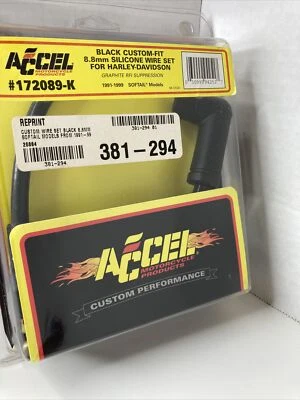 ACCEL
MOTORCYCLE
PRODUCTS
#172089-K
BLACK CUSTOM-FIT
8.8mm SILICONE WIRE SET
FOR HARLEY-DAVIDSON
GRAPHITE RFI SUPPRESSION
1991-1999 SOFTAIL® Models
REPRINT
CUSTOM WIRE SET BLACK 8.8MM
SOFTAIL MODELS FROM 1991-99
381-294 01
381-294
381-294
ACCEL
MOTORCYCLE
PRODUCTS
CUSTOM PERFORMANCE